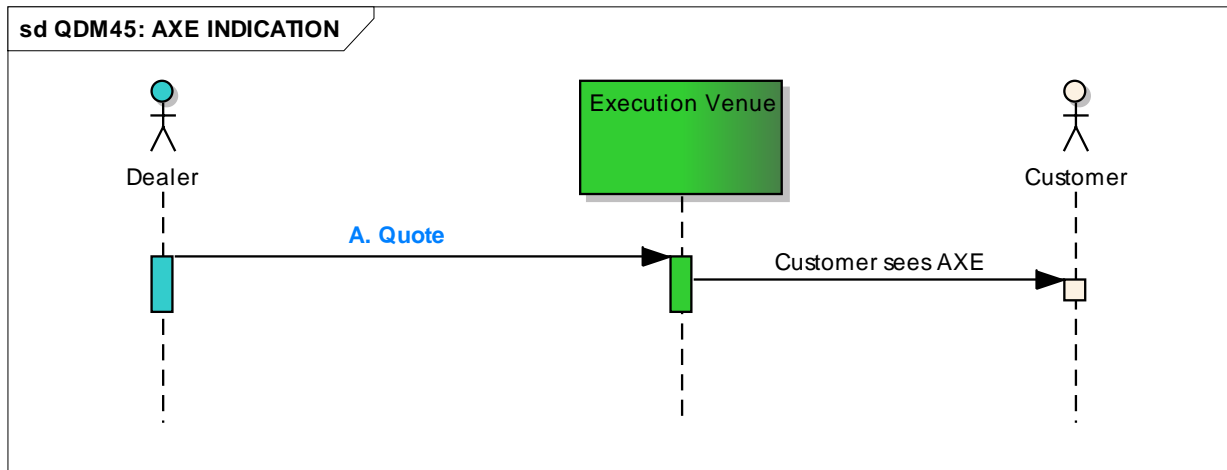 sd QDM45: AXE INDICATION
Execution Venue
Dealer
Customer
A. Quote
Customer sees AXE